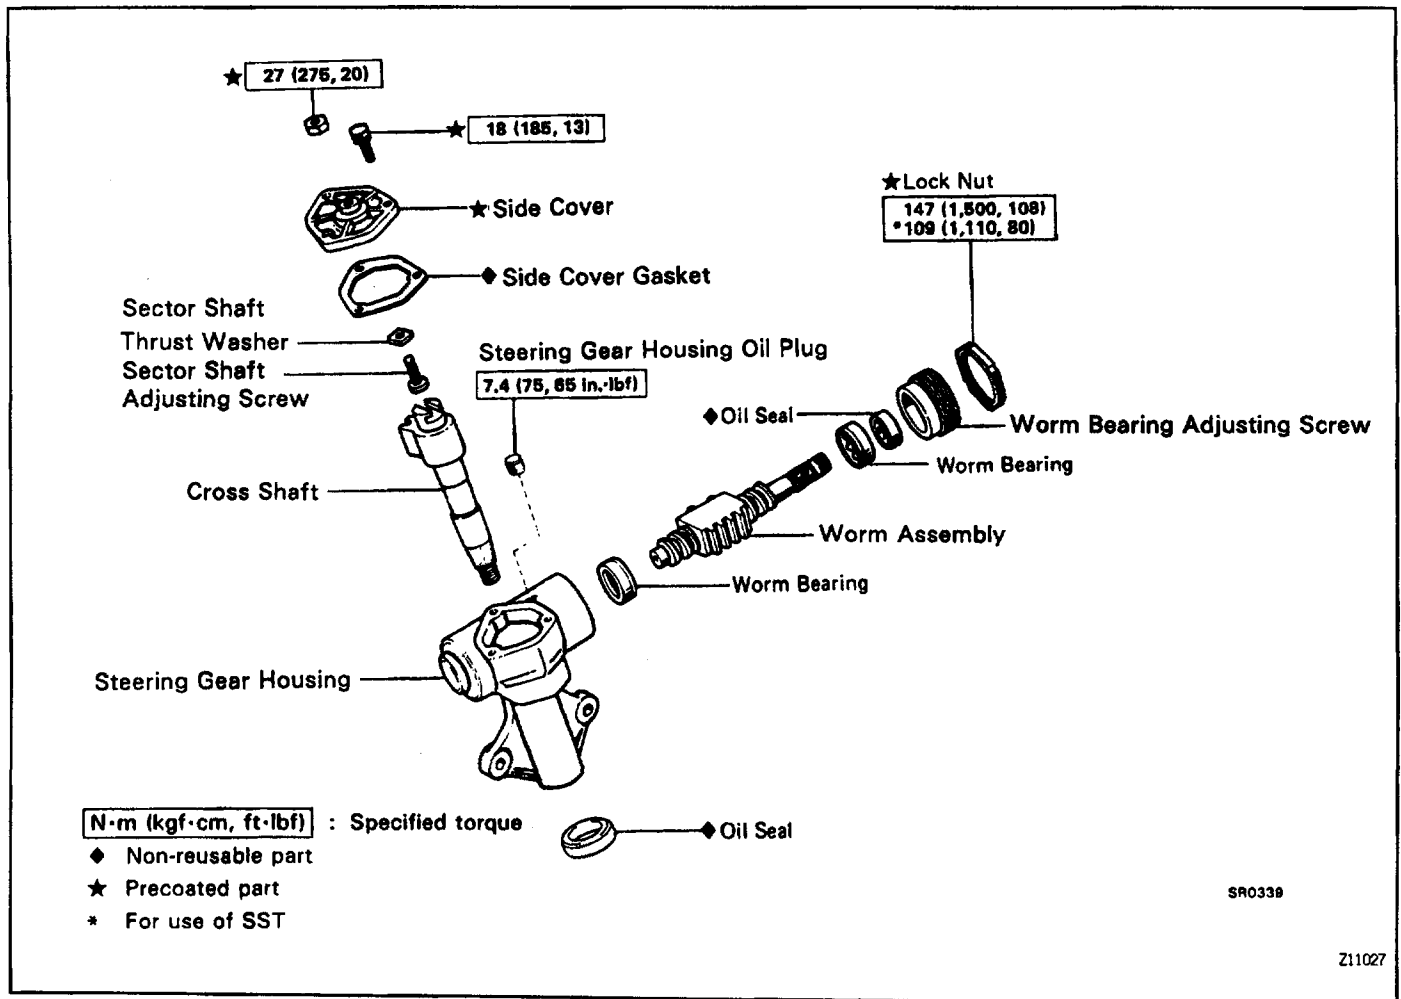 ★ 27 (275, 20)
★ 18 (185, 13)
★Lock Nut
147 (1,500, 108)
*109 (1,110, 80)
★Side Cover
◆Side Cover Gasket
Sector Shaft
Thrust Washer
Sector Shaft
Adjusting Screw
Steering Gear Housing Oil Plug
7.4 (75, 65 in.·lbf)
◆Oil Seal
Worm Bearing Adjusting Screw
Worm Bearing
Cross Shaft
Worm Assembly
Worm Bearing
Steering Gear Housing
N·m (kgf·cm, ft·lbf) : Specified torque
◆Oil Seal
◆ Non-reusable part
★ Precoated part
* For use of SST
SR0339
Z11027